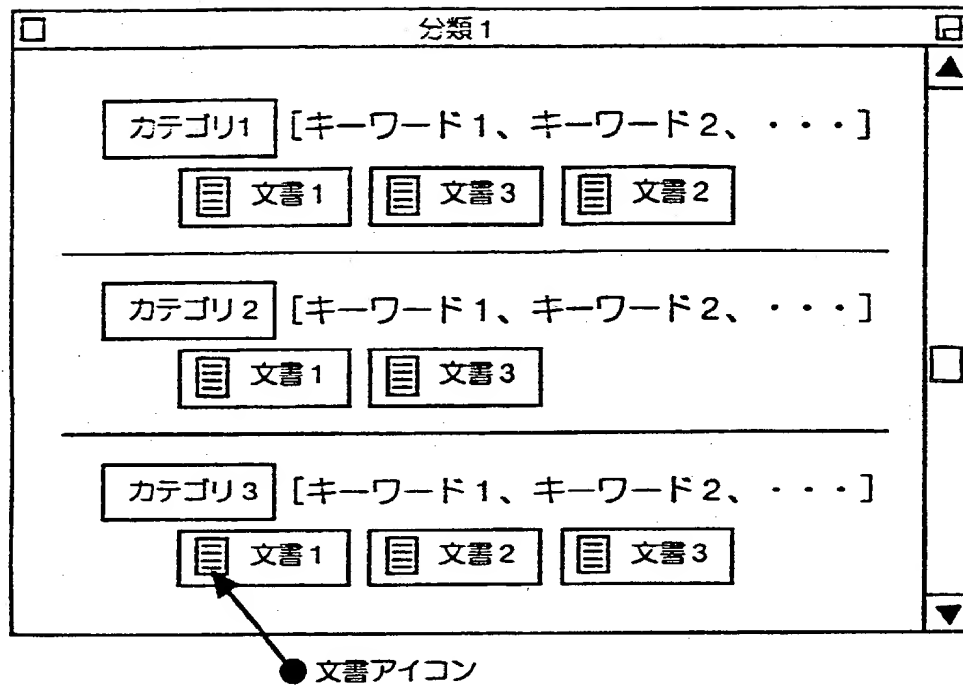 分類1
カテゴリ1 [キーワード1、キーワード2、・・・]
文書1 文書3 文書2
カテゴリ2 [キーワード1、キーワード2、・・・]
文書1 文書3
カテゴリ3 [キーワード1、キーワード2、・・・]
文書1 文書2 文書3
文書アイコン